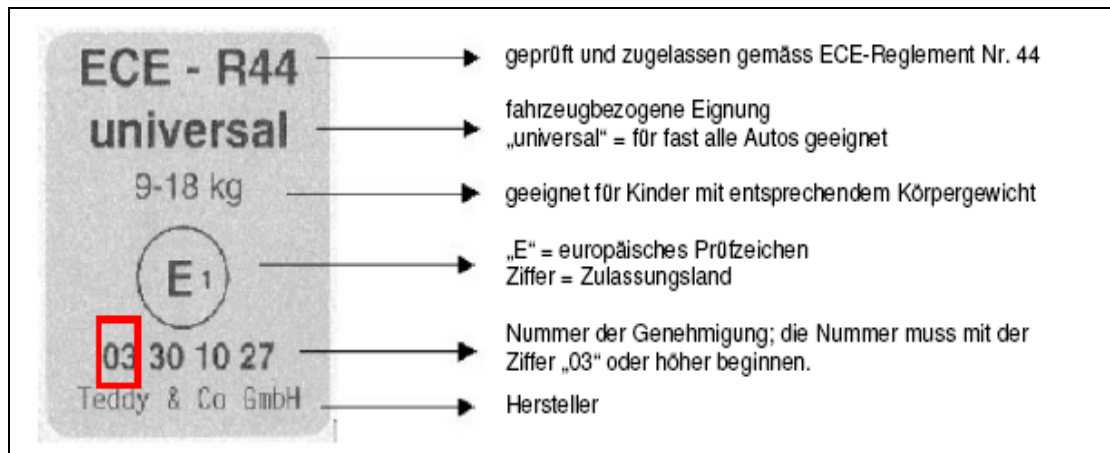 ECE - R44
universal
9-18 kg
E 1
03 30 10 27
Teddy & Co GmbH
geprüft und zugelassen gemäss ECE-Reglement Nr. 44
fahrzeugbezogene Eignung
„universal“ = für fast alle Autos geeignet
geeignet für Kinder mit entsprechendem Körpergewicht
„E“ = europäisches Prüfzeichen
Ziffer = Zulassungsland
Nummer der Genehmigung; die Nummer muss mit der
Ziffer „03“ oder höher beginnen.
Hersteller